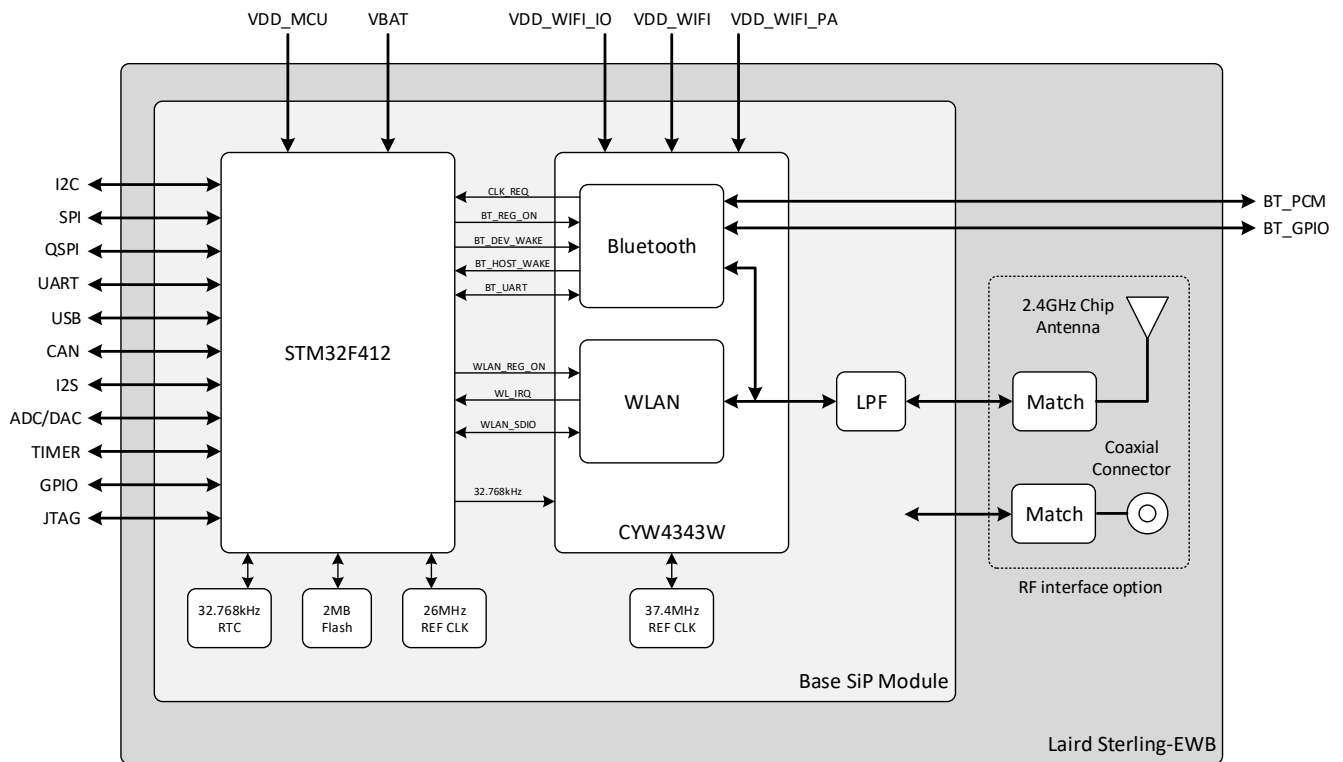 VDD_MCU
VBAT
VDD_WIFI_IO
VDD_WIFI
VDD_WIFI_PA
I2C
SPI
QSPI
UART
USB
CAN
I2S
ADC/DAC
TIMER
GPIO
JTAG
STM32F412
CLK_REQ
BT_REG_ON
BT_DEV_WAKE
BT_HOST_WAKE
BT_UART
WLAN_REG_ON
WL_IRQ
WLAN_SDIO
32.768kHz
Bluetooth
WLAN
CYW4343W
LPF
BT_PCM
BT_GPIO
2.4GHz Chip
Antenna
Match
Coaxial
Connector
Match
RF interface option
32.768kHz
RTC
2MB
Flash
26MHz
REF CLK
37.4MHz
REF CLK
Base SiP Module
Laird Sterling-EWB